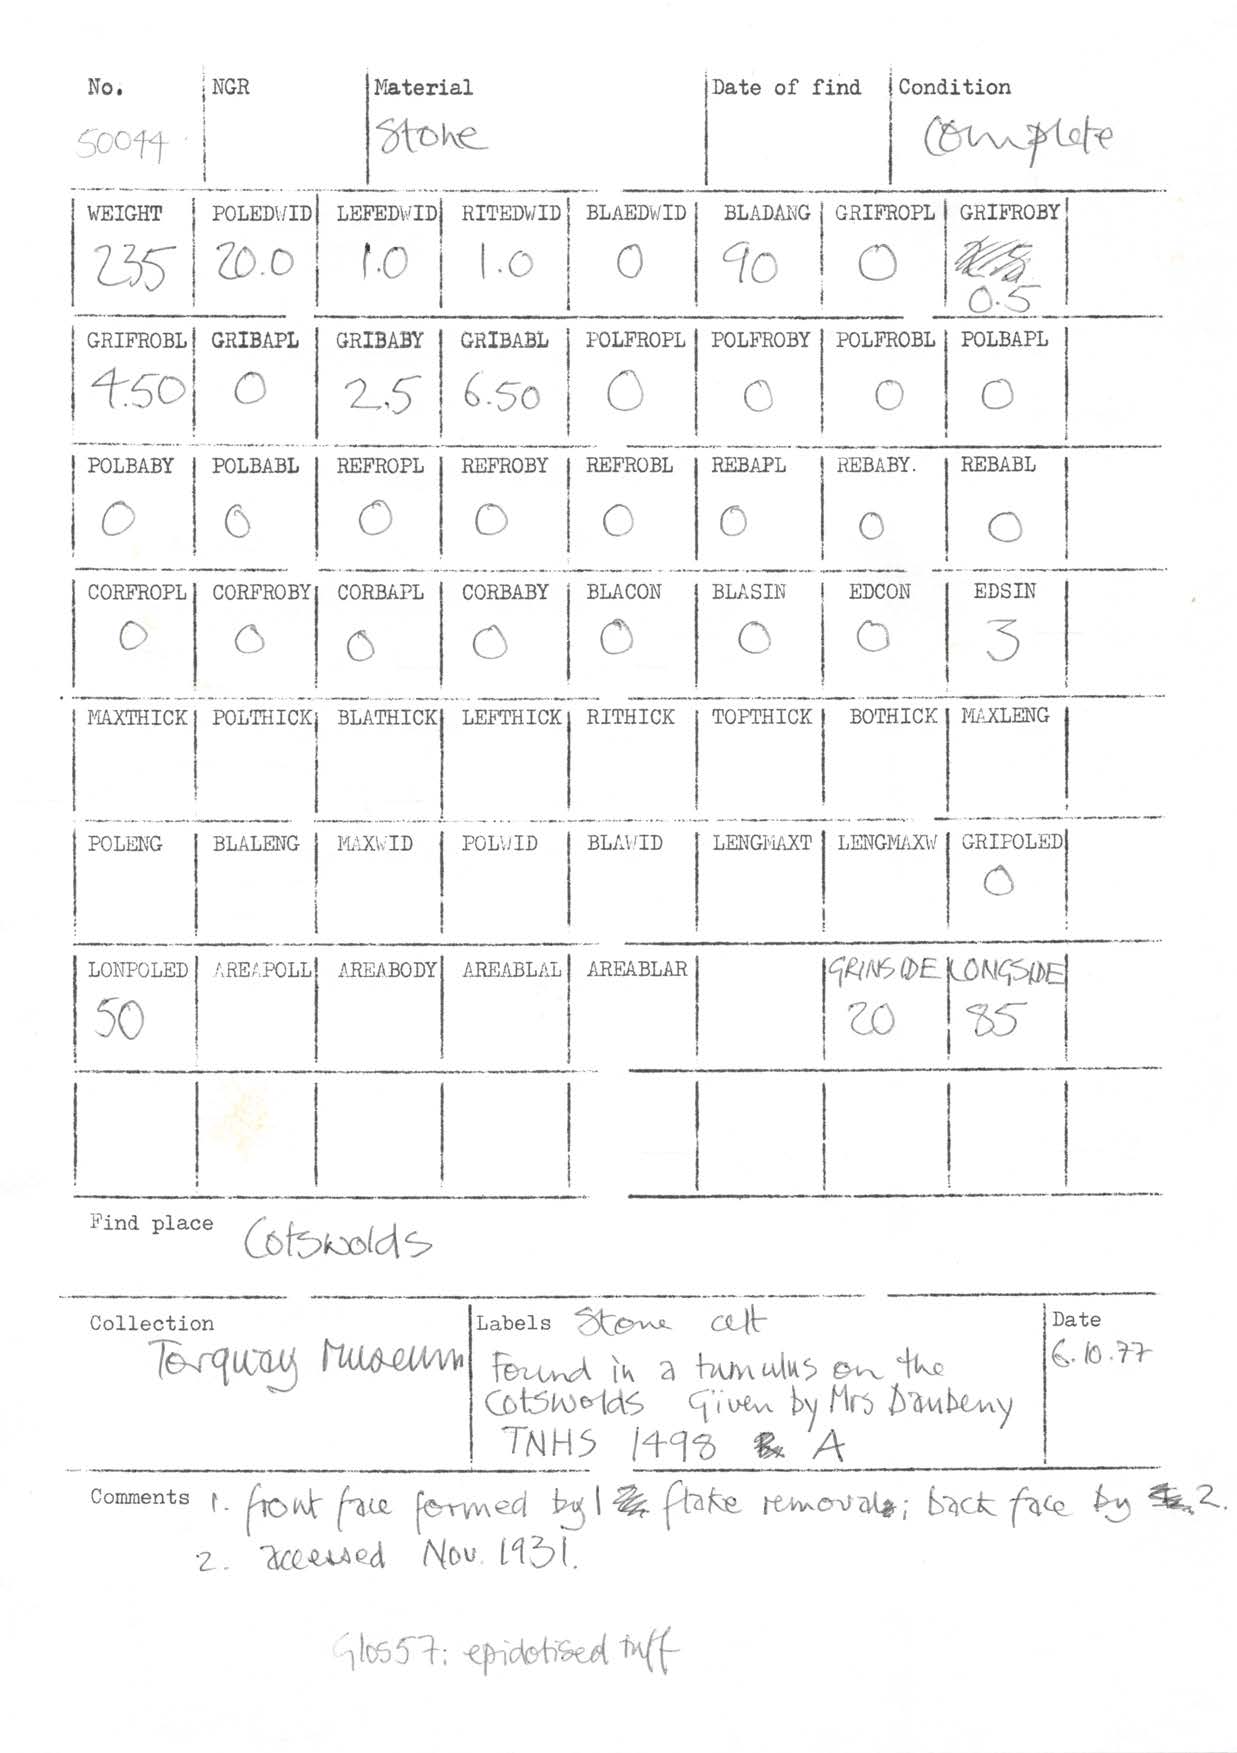 No. NGR Material Date of find Condition
50044 Stone Complete
WEIGHT POLEDWID LEFEDWID RITEDWID BLAEDWID BLADANG GRIFROPL GRIFROBY
235 20.0 1.0 1.0 0 90 0 0.5
GRIFROBL GRIBAPL GRIBABY GRIBABL POLFROPL POLFROBY POLFROBL POLBAPL
4.50 0 2.5 6.50 0 0 0 0
POLBABY POLBABL REFROPL REFROBY REFROBL REBAPL REBABY. REBABL
0 0 0 0 0 0 0 0
CORFROPL CORFROBY CORBAPL CORBABY BLACON BLASIN EDCON EDSIN
0 0 0 0 0 0 0 3
MAXTHICK POLTHICK BLATHICK LEFTHICK RITHICK TOPTHICK BOTHICK MAXLENG
POLENG BLALENG MAXWID POLWID BLAWID LENGMAXT LENGMAXW GRIPOLED
0
LONPOLED AREAPOLL AREABODY AREABLAL AREABLAR GRINSIDE LONGSIDE
50 20 85
Find place Cotswolds
Collection Labels Stone celt Date
Torquay Museum Found in a tumulus on the 6.10.77
Cotswolds Given by Mrs Daubeny
TNHS 1498 A
Comments 1. front face formed by 1 flake removal; back face by 2.
2. accessed Nov. 1931.
Glos57: epidotised tuff